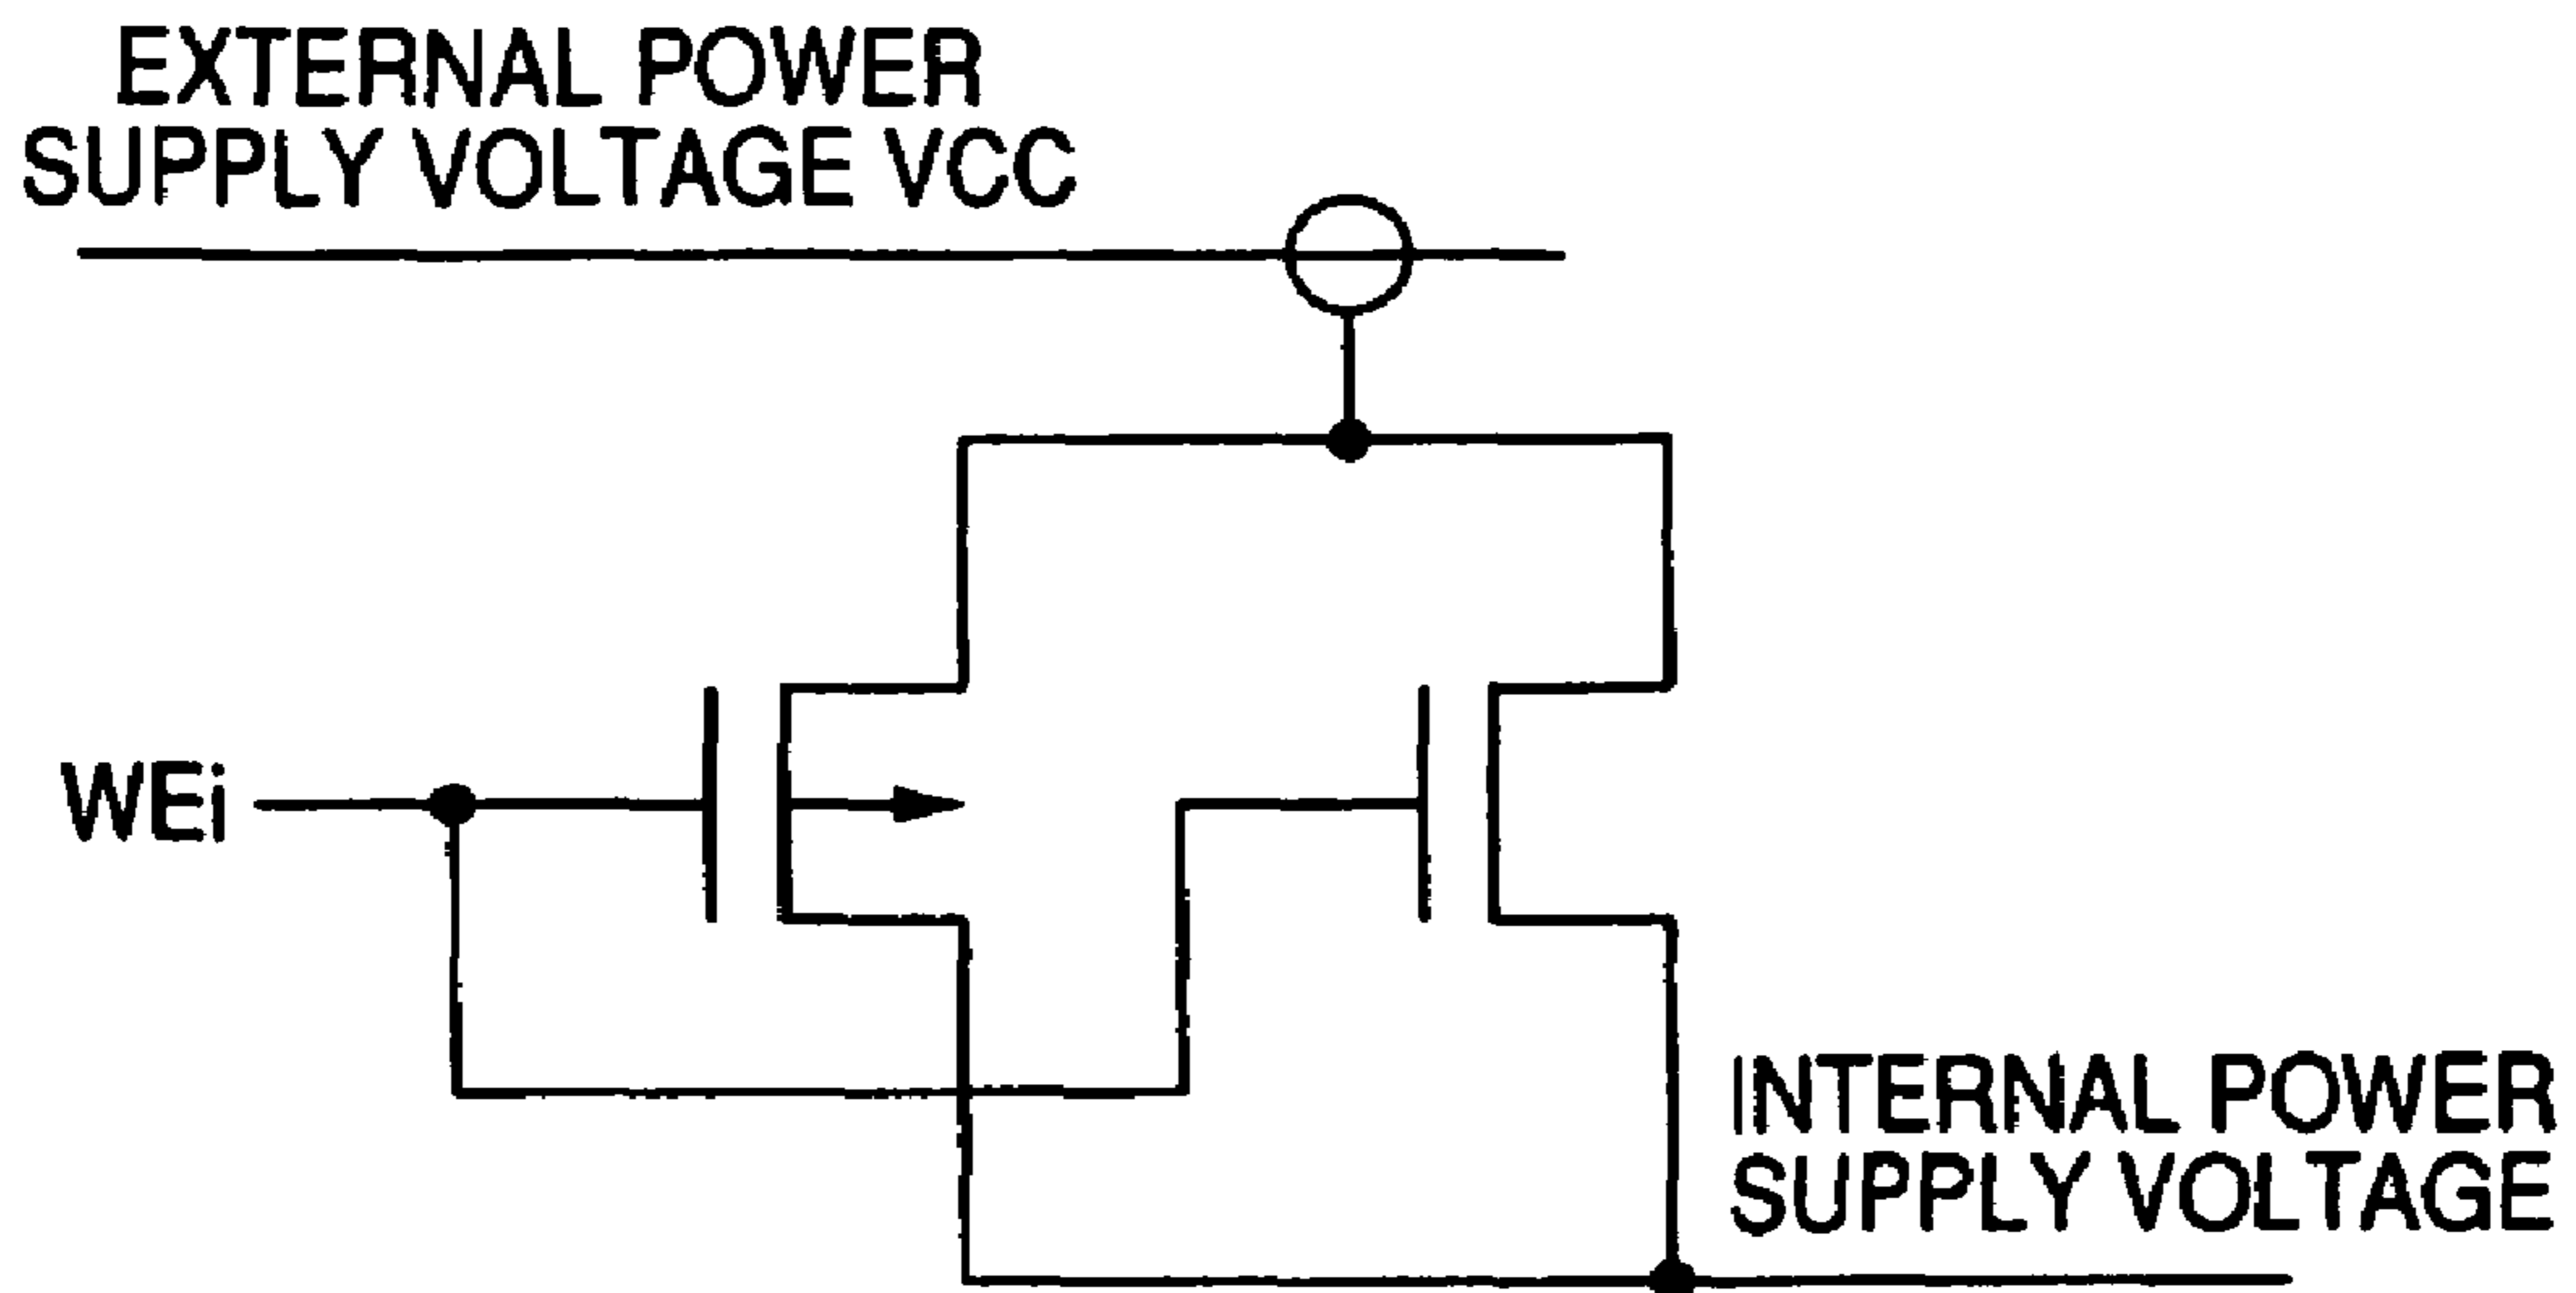 EXTERNAL POWER
SUPPLY VOLTAGE VCC
WEi
INTERNAL POWER
SUPPLY VOLTAGE